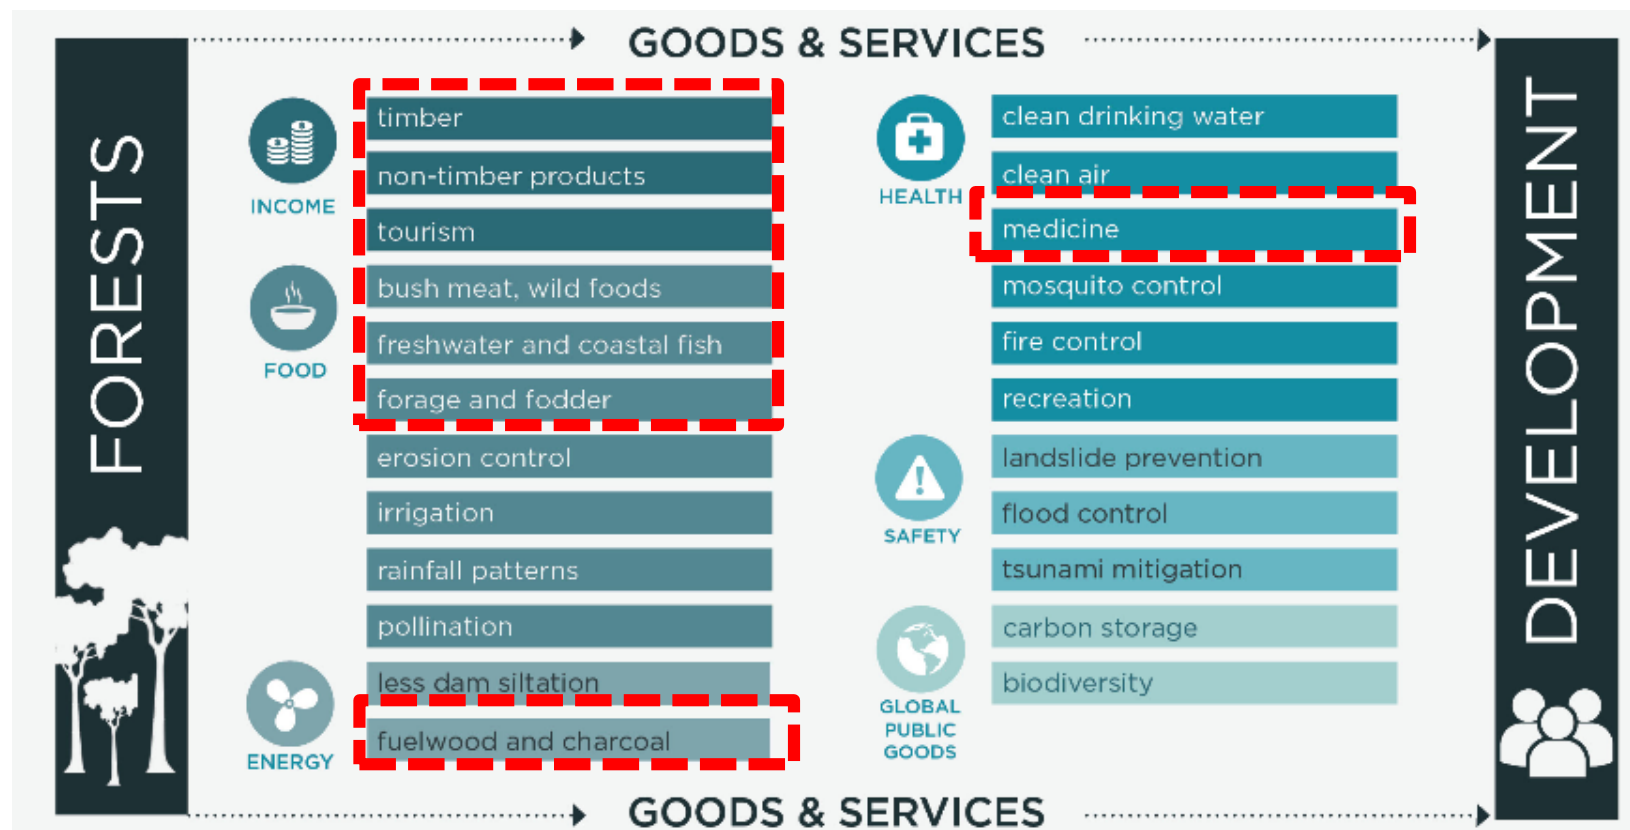 GOODS & SERVICES
FORESTS
INCOME
timber
non-timber products
tourism
FOOD
bush meat, wild foods
freshwater and coastal fish
forage and fodder
erosion control
irrigation
rainfall patterns
pollination
ENERGY
less dam siltation
fuelwood and charcoal
HEALTH
clean drinking water
clean air
medicine
mosquito control
fire control
recreation
SAFETY
landslide prevention
flood control
tsunami mitigation
GLOBAL
PUBLIC
GOODS
carbon storage
biodiversity
DEVELOPMENT
GOODS & SERVICES